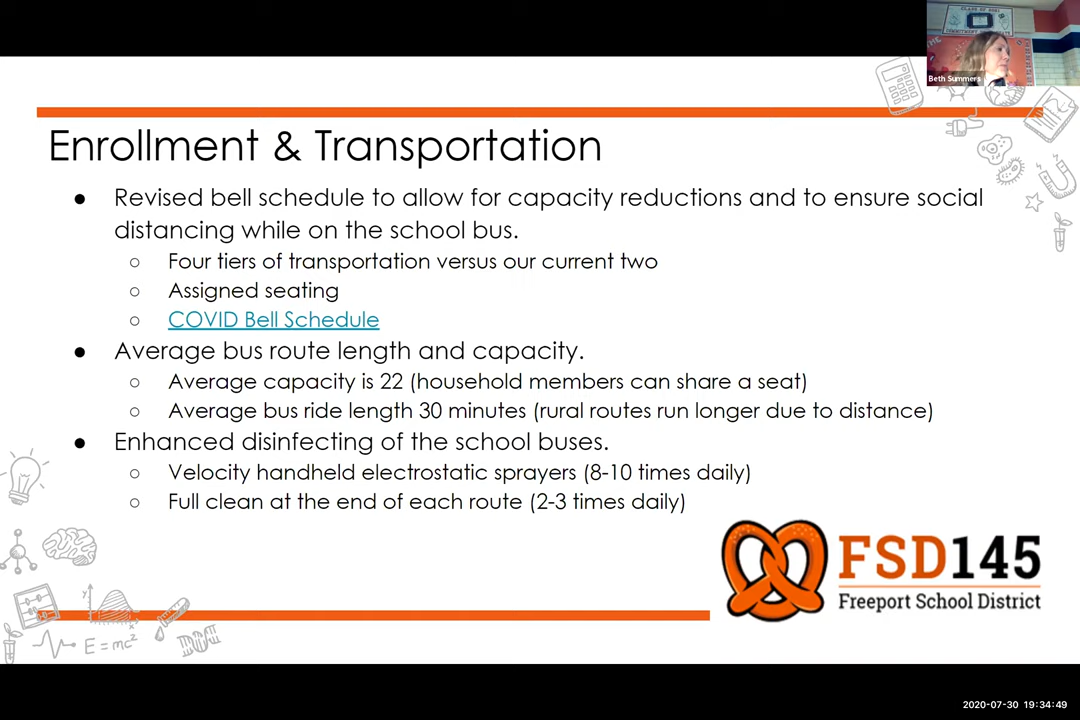 CLASS OF 2021
Beth Summers
Enrollment & Transportation
● Revised bell schedule to allow for capacity reductions and to ensure social
distancing while on the school bus.
○ Four tiers of transportation versus our current two
○ Assigned seating
○ COVID Bell Schedule
● Average bus route length and capacity.
○ Average capacity is 22 (household members can share a seat)
○ Average bus ride length 30 minutes (rural routes run longer due to distance)
● Enhanced disinfecting of the school buses.
○ Velocity handheld electrostatic sprayers (8-10 times daily)
○ Full clean at the end of each route (2-3 times daily)
FSD145
Freeport School District
y
x
E=mc²
2020-07-30 19:34:49